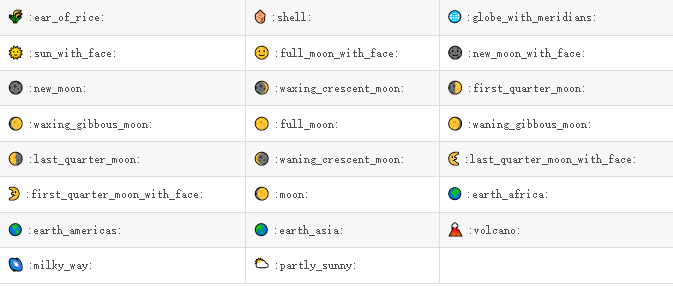 :ear_of_rice: :shell: :globe_with_meridians:
:sun_with_face: :full_moon_with_face: :new_moon_with_face:
:new_moon: :waxing_crescent_moon: :first_quarter_moon:
:waxing_gibbous_moon: :full_moon: :waning_gibbous_moon:
:last_quarter_moon: :waning_crescent_moon: :last_quarter_moon_with_face:
:first_quarter_moon_with_face: :moon: :earth_africa:
:earth_americas: :earth_asia: :volcano:
:milky_way: :partly_sunny: